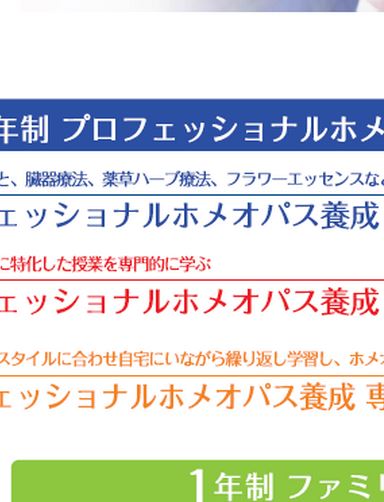 年制 プロフェッショナルホメ
と、臓器療法、薬草ハーブ療法、フラワーエッセンスな
ェッショナルホメオパス養成
に特化した授業を専門的に学ぶ
ェッショナルホメオパス養成
スタイルに合わせ自宅にいながら繰り返し学習し、ホメ
ェッショナルホメオパス養成 専
1年制 ファミ